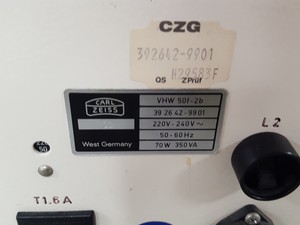 CZG
392642-9901
QS ZPrüf H29583F
CARL
ZEISS
VHW 50f-2b
39 26 42-9901
220V-240V~
50-60Hz
West Germany
70W 350VA
L2
T1.6A